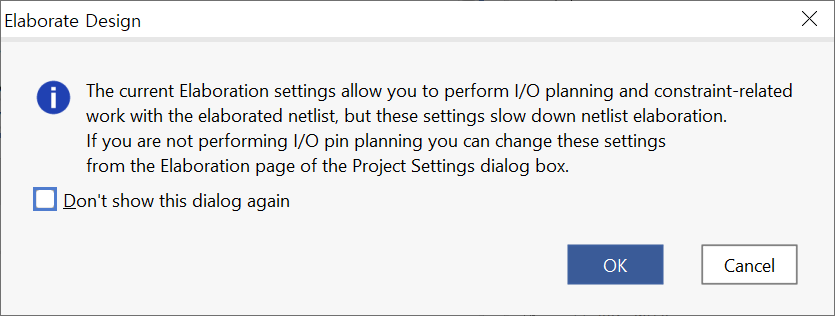 Elaborate Design
The current Elaboration settings allow you to perform I/O planning and constraint-related
work with the elaborated netlist, but these settings slow down netlist elaboration.
If you are not performing I/O pin planning you can change these settings
from the Elaboration page of the Project Settings dialog box.
Don't show this dialog again
OK
Cancel